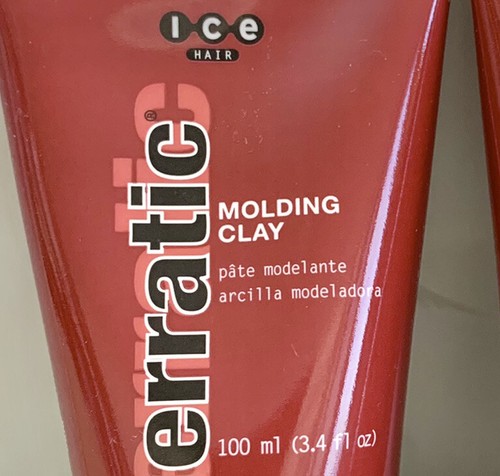 ice
HAIR
erratic®
MOLDING
CLAY
pâte modelante
arcilla modeladora
100 ml (3.4 fl oz)